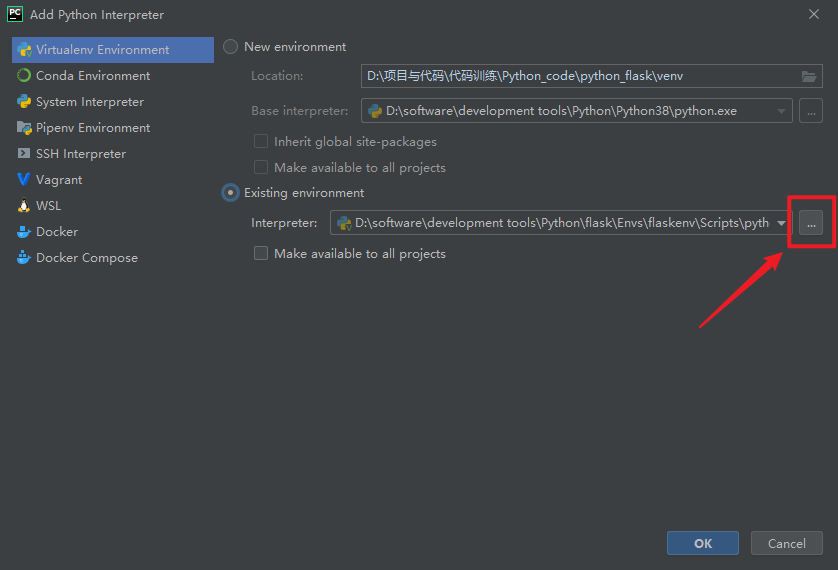 PC Add Python Interpreter
Virtualenv Environment
Conda Environment
System Interpreter
Pipenv Environment
SSH Interpreter
Vagrant
WSL
Docker
Docker Compose
New environment
Location: D:\项目与代码\代码训练\Python_code\python_flask\venv
Base interpreter: D:\software\development tools\Python\Python38\python.exe ...
Inherit global site-packages
Make available to all projects
Existing environment
Interpreter: D:\software\development tools\Python\flask\Envs\flaskenv\Scripts\pyth ...
Make available to all projects
OK Cancel